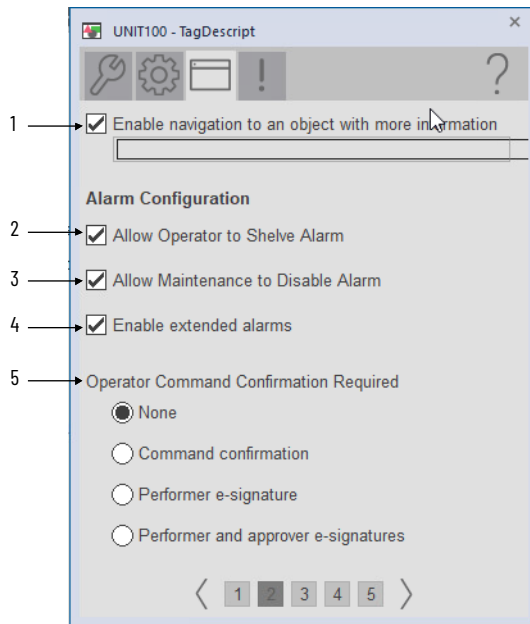 UNIT100 - TagDescript
×
!
?
1
Enable navigation to an object with more information
Alarm Configuration
2
Allow Operator to Shelve Alarm
3
Allow Maintenance to Disable Alarm
4
Enable extended alarms
5
Operator Command Confirmation Required
None
Command confirmation
Performer e-signature
Performer and approver e-signatures
1 2 3 4 5